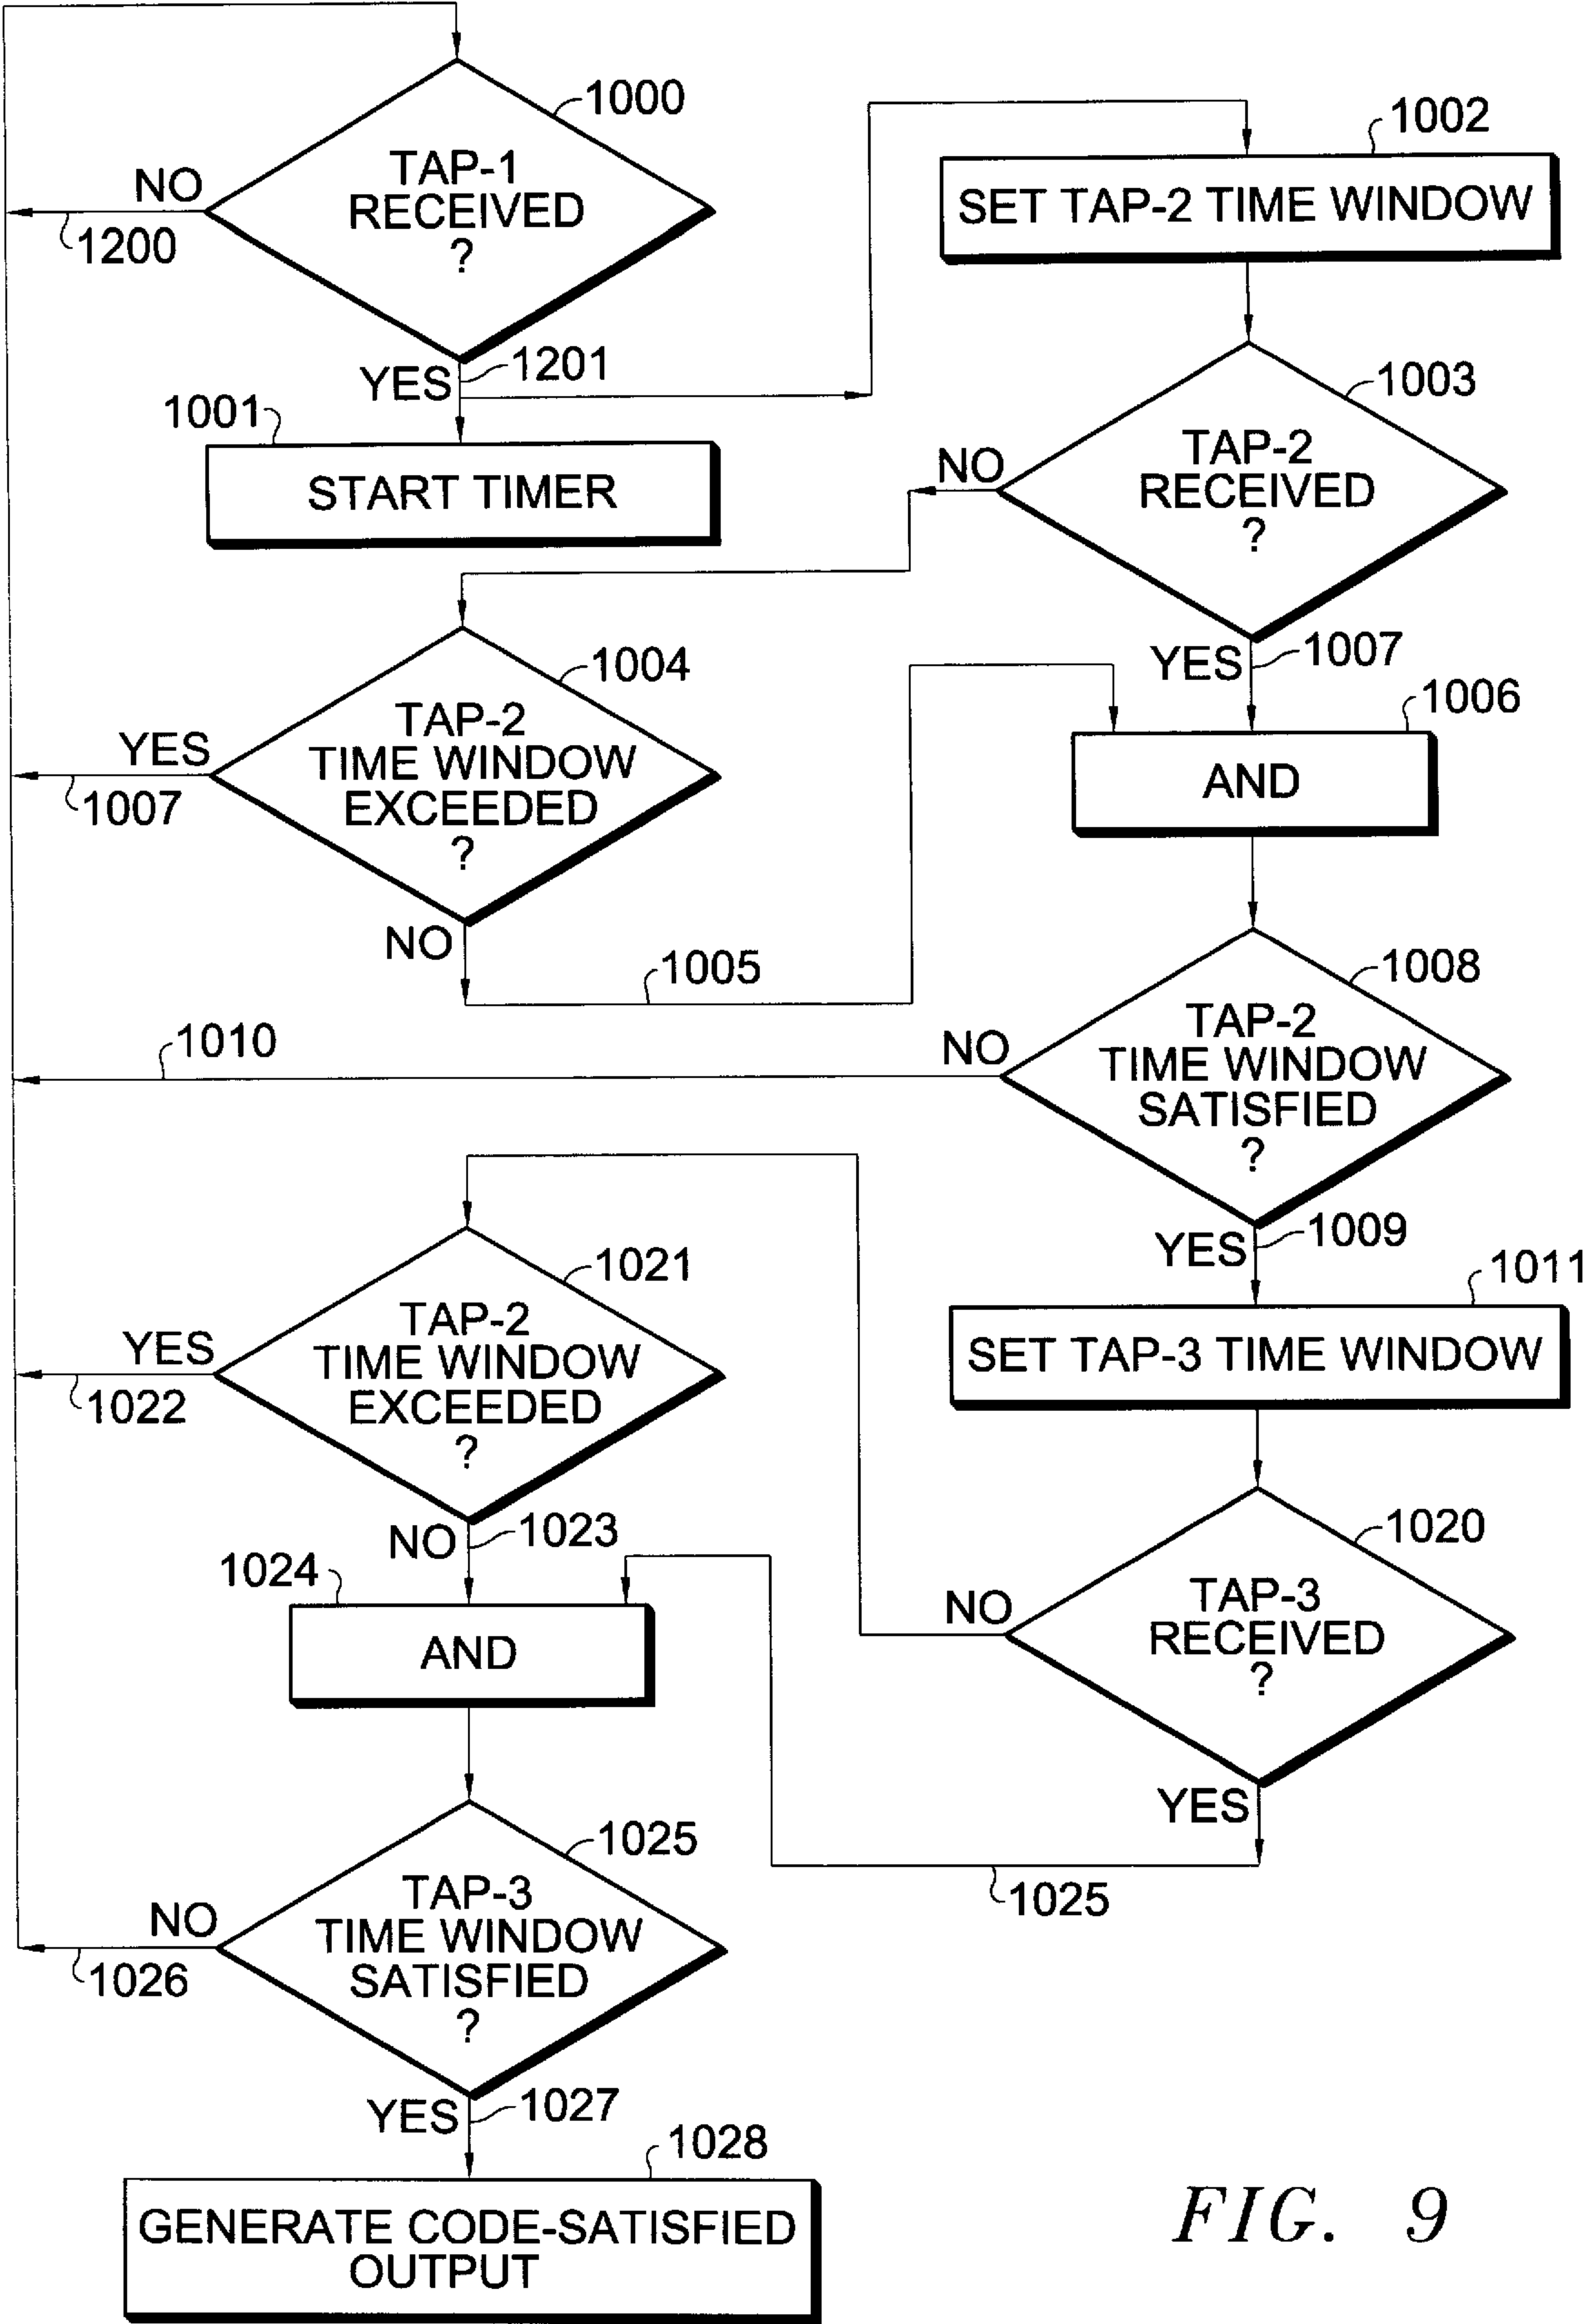 1000
TAP-1
RECEIVED
?
NO
1200
YES
1201
1001
START TIMER
1002
SET TAP-2 TIME WINDOW
1003
TAP-2
RECEIVED
?
NO
YES
1007
1004
TAP-2
TIME WINDOW
EXCEEDED
?
YES
1007
NO
1005
1006
AND
1008
TAP-2
TIME WINDOW
SATISFIED
?
NO
1010
YES
1009
1011
SET TAP-3 TIME WINDOW
1020
TAP-3
RECEIVED
?
NO
YES
1025
1021
TAP-2
TIME WINDOW
EXCEEDED
?
YES
1022
NO
1023
1024
AND
1025
TAP-3
TIME WINDOW
SATISFIED
?
NO
1026
YES
1027
1028
GENERATE CODE-SATISFIED
OUTPUT
FIG. 9